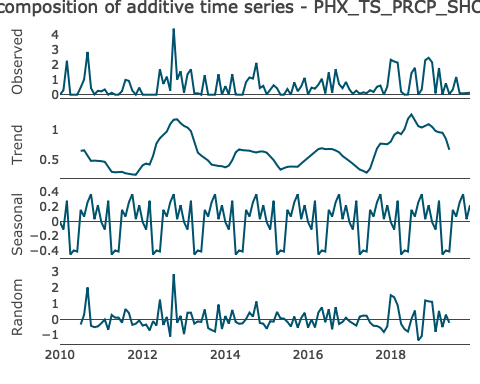 composition of additive time series - PHX_TS_PRCP_SHO
Observed
4
3
2
1
0
Trend
1
0.5
Seasonal
0.4
0.2
0
−0.2
−0.4
Random
3
2
1
0
−1
2010 2012 2014 2016 2018